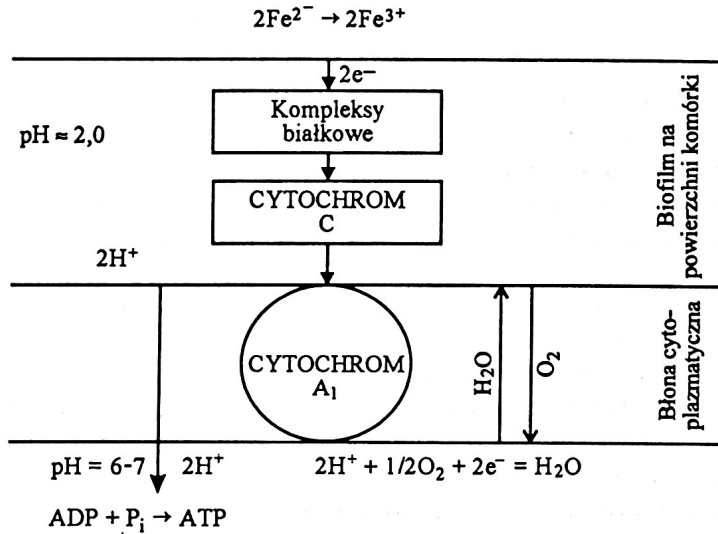 2Fe²⁻ → 2Fe³⁺
2e⁻
Kompleksy
białkowe
pH ≈ 2,0
CYTOCHROM
C
Biofilm na
powierzchni komórki
2H⁺
CYTOCHROM
A₁
H₂O
O₂
Błona cyto-
plazmatyczna
pH = 6-7
2H⁺
2H⁺ + 1/2O₂ + 2e⁻ = H₂O
ADP + Pᵢ → ATP